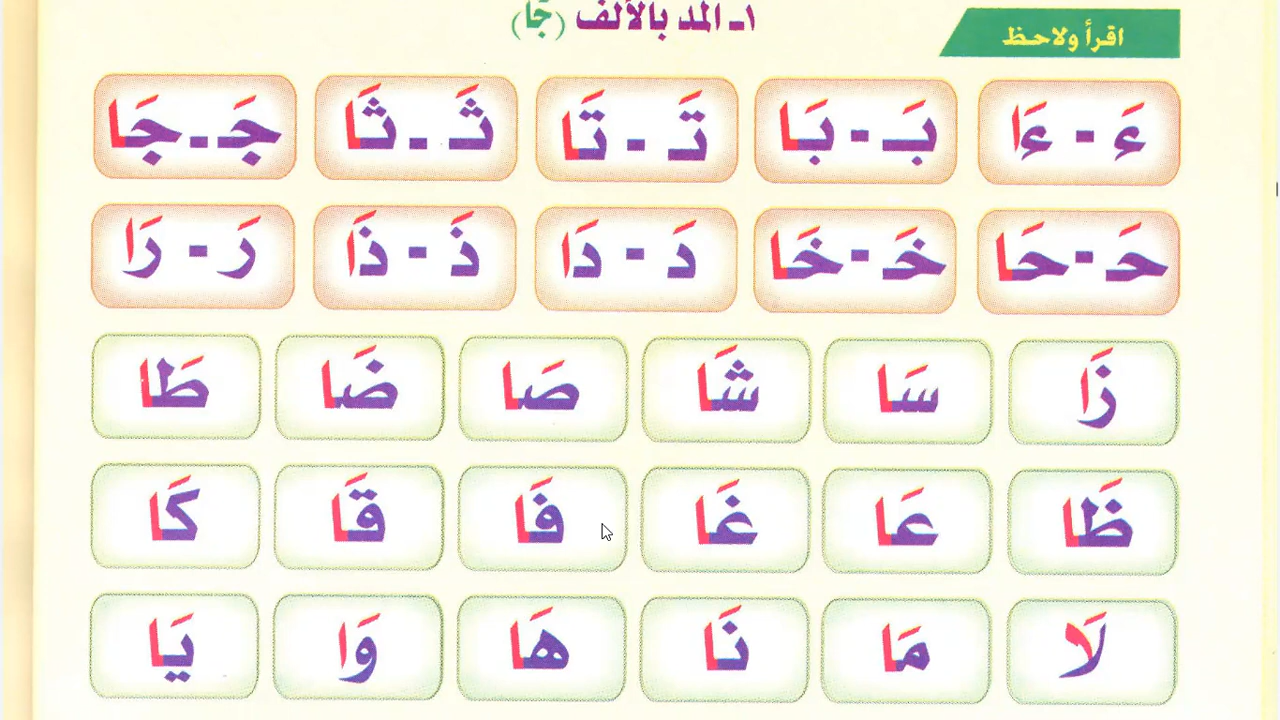 ١ـ المد بالألف (جَا)
اقرأ ولاحظ
ءَ - ءَا بَـ - بَا تَـ - تَا ثَـ - ثَا جَـ - جَا
حَـ - حَا خَـ - خَا دَ - دَا ذَ - ذَا رَ - رَا
زَا سَا شَا صَا ضَا طَا
ظَا عَا غَا فَا قَا كَا
لَا مَا نَا هَا وَا يَا